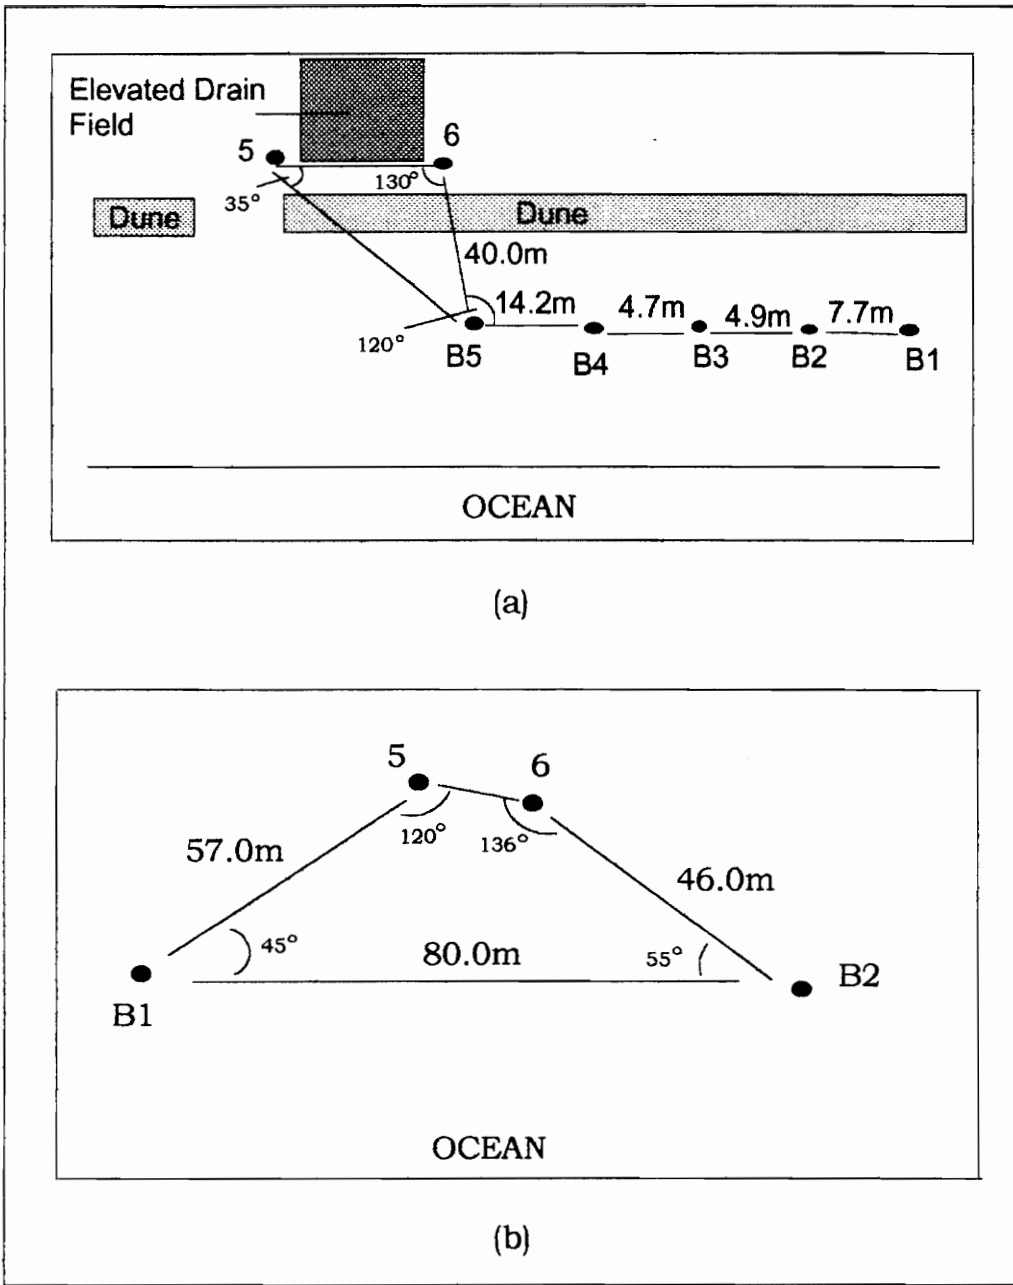 Elevated Drain
Field
5
6
35°
130°
Dune
Dune
40.0m
14.2m
4.7m
4.9m
7.7m
120°
B5
B4
B3
B2
B1
OCEAN
(a)
5
6
120°
136°
57.0m
46.0m
45°
80.0m
55°
B1
B2
OCEAN
(b)